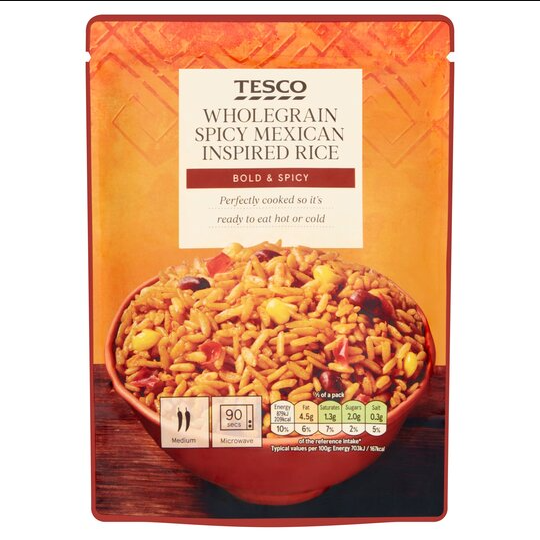 TESCO
WHOLEGRAIN
SPICY MEXICAN
INSPIRED RICE
BOLD & SPICY
Perfectly cooked so it's
ready to eat hot or cold
Medium
90
secs
Microwave
½ of a pack
Energy Fat Saturates Sugars Salt
879kJ
209kcal 4.5g 1.3g 2.0g 0.3g
10% 6% 7% 2% 5%
of the reference intake*
Typical values per 100g: Energy 703kJ / 167kcal